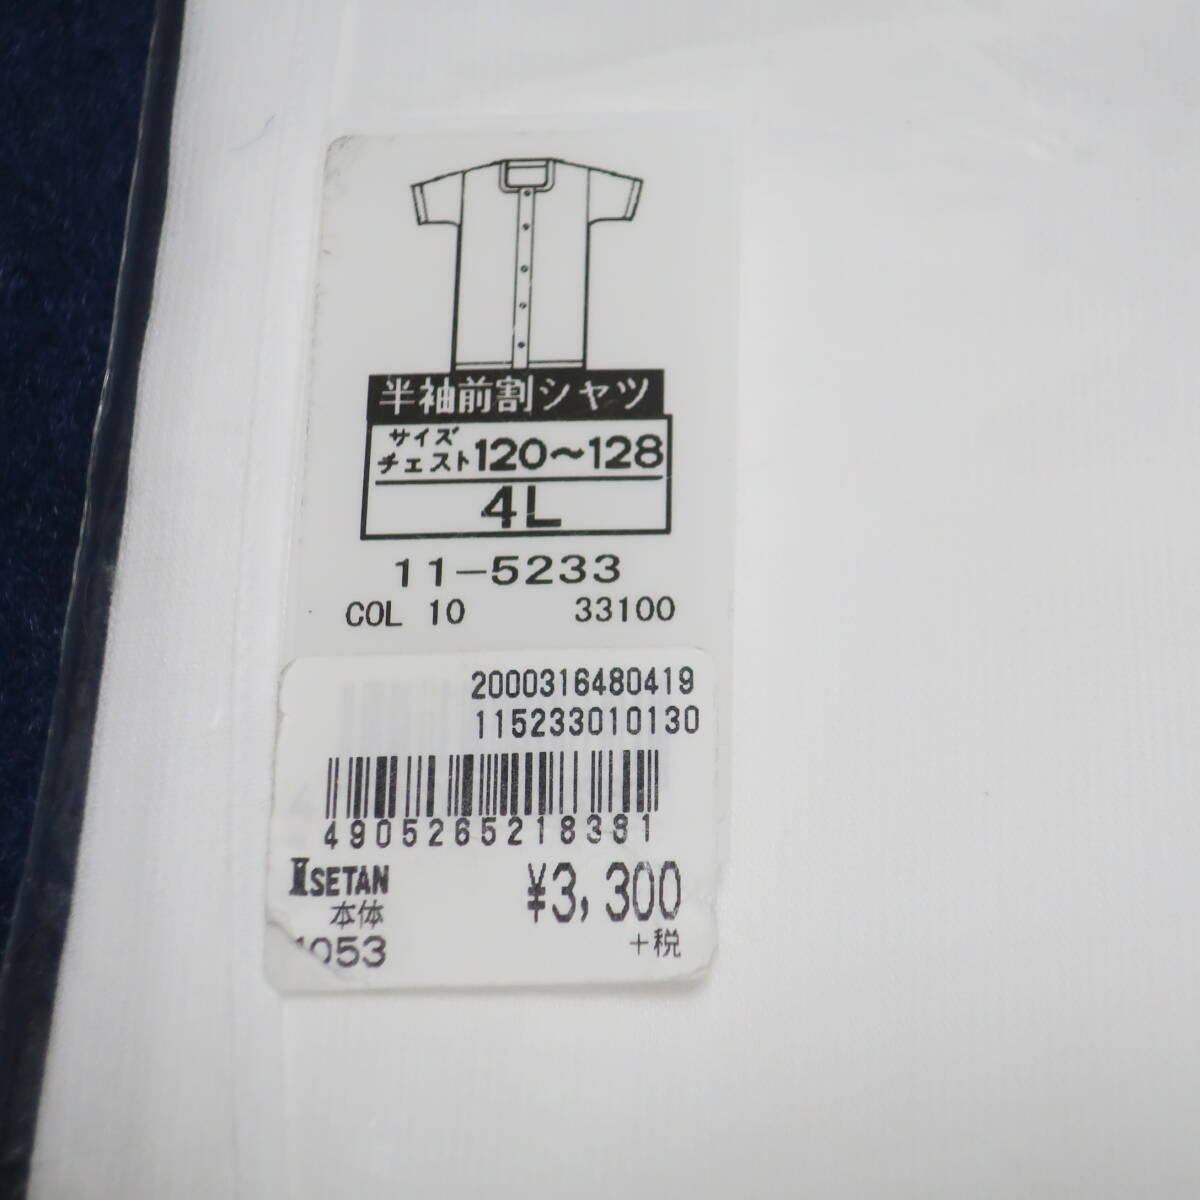 半袖前割シャツ
サイズ
チェスト120〜128
4L
11-5233
COL 10 33100
2000316480419
115233010130
4905265218381
ISETAN ¥3,300
本体 +税
1053